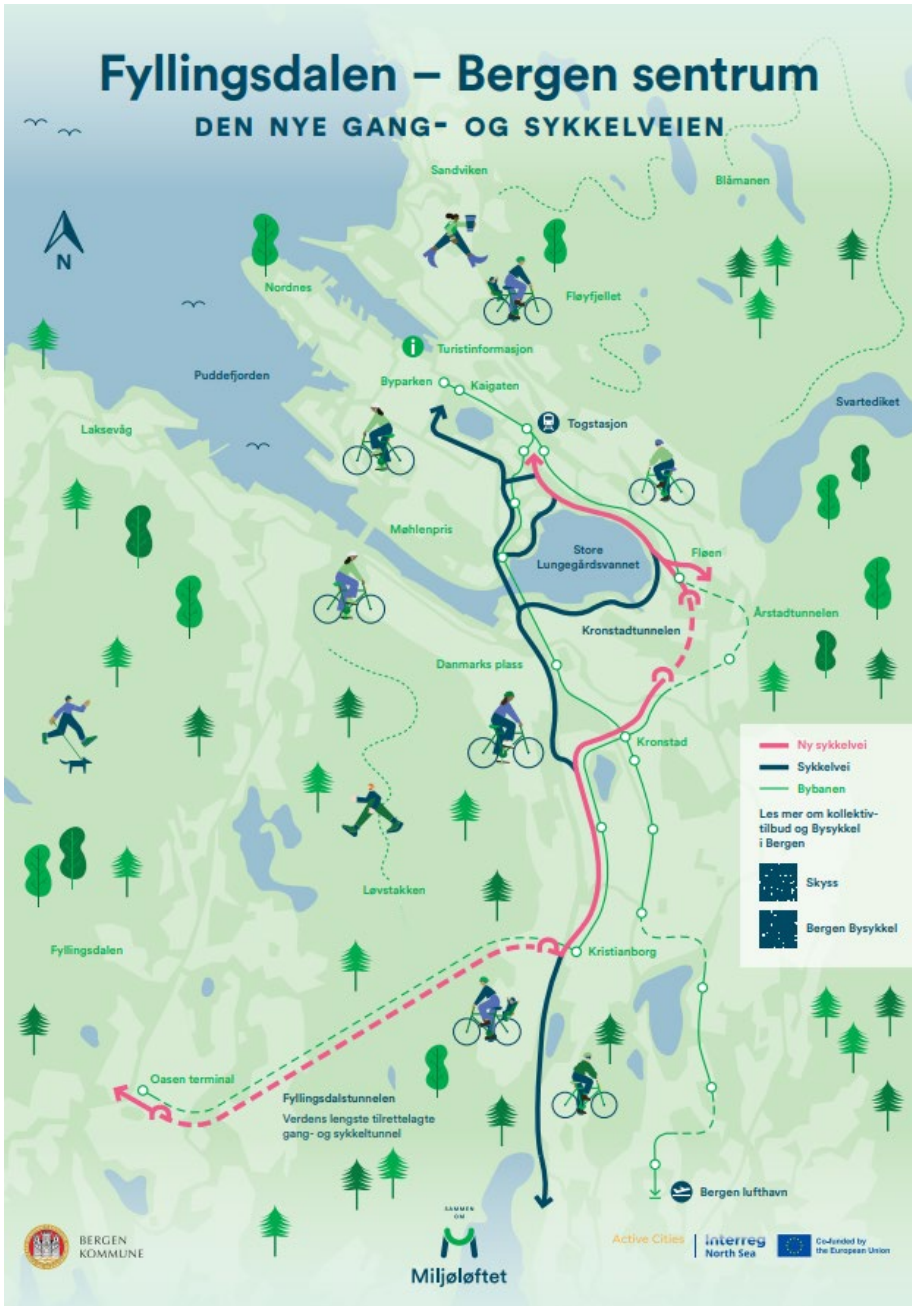 Fyllingsdalen – Bergen sentrum
DEN NYE GANG- OG SYKKELVEIEN
Sandviken
Blåmanen
N
Nordnes
Fløyfjellet
i
Turistinformasjon
Puddefjorden
Byparken
Kaigaten
Svartediket
Togstasjon
Laksevåg
Møhlenpris
Store
Lungegårdsvannet
Fløen
Årstadtunnelen
Kronstadtunnelen
Danmarks plass
Kronstad
Ny sykkelvei
Sykkelvei
Bybanen
Les mer om kollektiv-
tilbud og Bysykkel
i Bergen
Skyss
Bergen Bysykkel
Løvstakken
Fyllingsdalen
Kristianborg
Oasen terminal
Fyllingsdalstunnelen
Verdens lengste tilrettelagte
gang- og sykkeltunnel
Bergen lufthavn
BERGEN
KOMMUNE
SAMMEN
OM
Miljøløftet
Active Cities
Interreg
North Sea
Co-funded by
the European Union